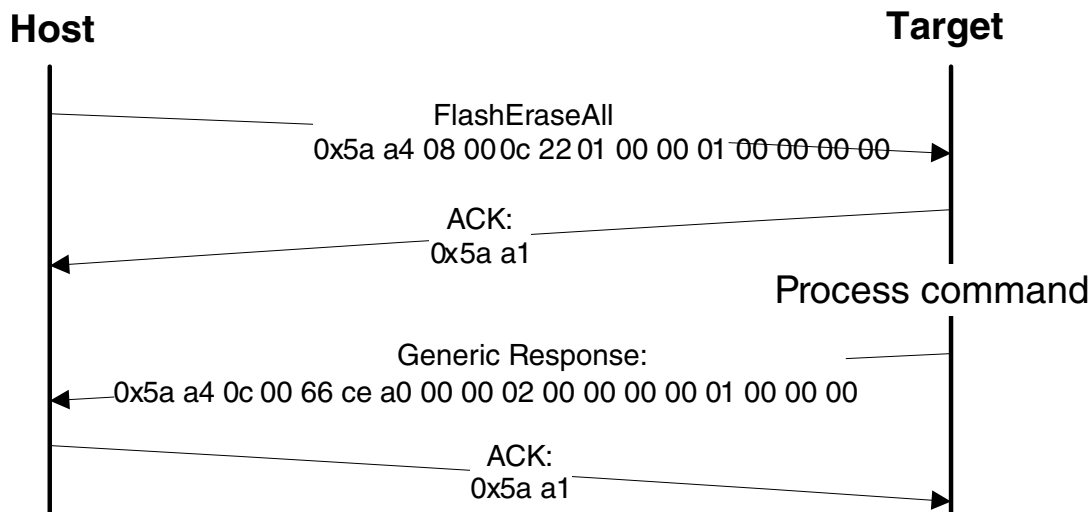 Host
Target
FlashEraseAll
0x5a a4 08 00 0c 22 01 00 00 01 00 00 00 00
ACK:
0x5a a1
Process command
Generic Response:
0x5a a4 0c 00 66 ce a0 00 00 02 00 00 00 00 01 00 00 00
ACK:
0x5a a1